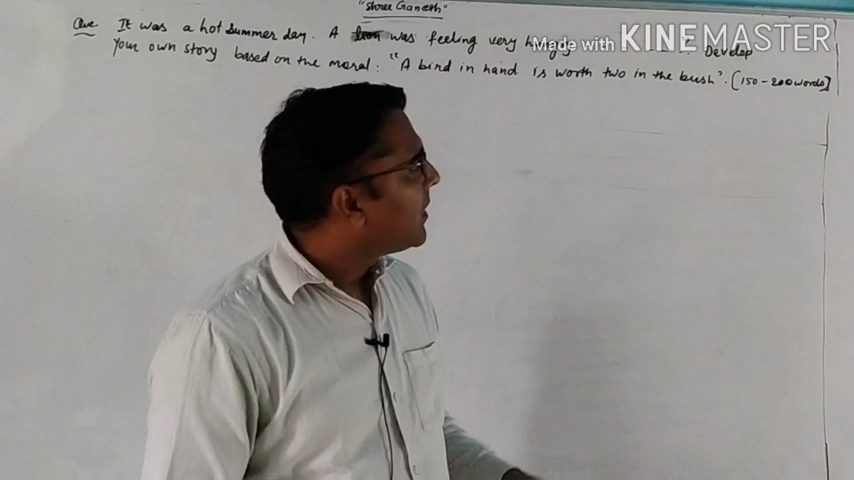 "Shree Ganesh"
Que It was a hot summer day. A lion was feeling very hungry - - - - . Develop
Your own story based on the moral: "A bird in hand is worth two in the bush". [150-200 words]
Made with KINEMASTER